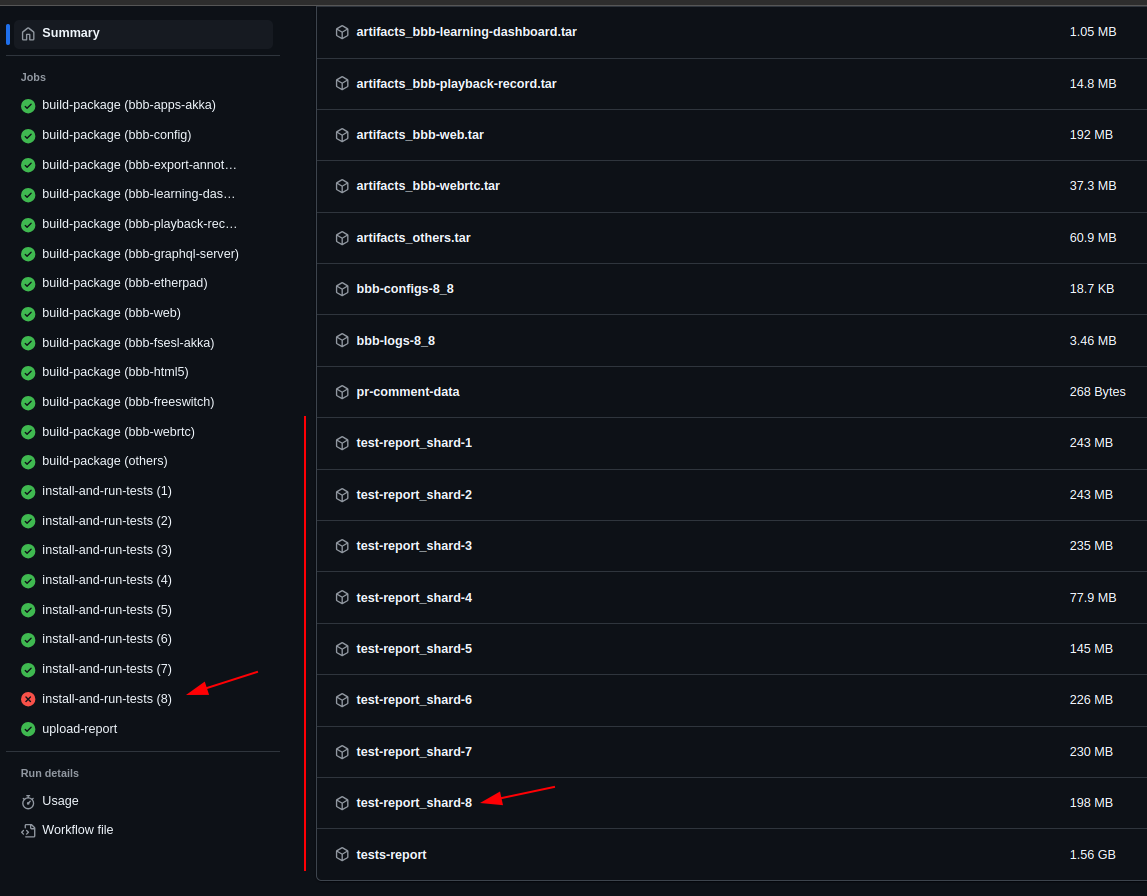 Summary
Jobs
build-package (bbb-apps-akka)
build-package (bbb-config)
build-package (bbb-export-annot…
build-package (bbb-learning-das…
build-package (bbb-playback-rec…
build-package (bbb-graphql-server)
build-package (bbb-etherpad)
build-package (bbb-web)
build-package (bbb-fsesl-akka)
build-package (bbb-html5)
build-package (bbb-freeswitch)
build-package (bbb-webrtc)
build-package (others)
install-and-run-tests (1)
install-and-run-tests (2)
install-and-run-tests (3)
install-and-run-tests (4)
install-and-run-tests (5)
install-and-run-tests (6)
install-and-run-tests (7)
install-and-run-tests (8)
upload-report
Run details
Usage
Workflow file
artifacts_bbb-learning-dashboard.tar 1.05 MB
artifacts_bbb-playback-record.tar 14.8 MB
artifacts_bbb-web.tar 192 MB
artifacts_bbb-webrtc.tar 37.3 MB
artifacts_others.tar 60.9 MB
bbb-configs-8_8 18.7 KB
bbb-logs-8_8 3.46 MB
pr-comment-data 268 Bytes
test-report_shard-1 243 MB
test-report_shard-2 243 MB
test-report_shard-3 235 MB
test-report_shard-4 77.9 MB
test-report_shard-5 145 MB
test-report_shard-6 226 MB
test-report_shard-7 230 MB
test-report_shard-8 198 MB
tests-report 1.56 GB